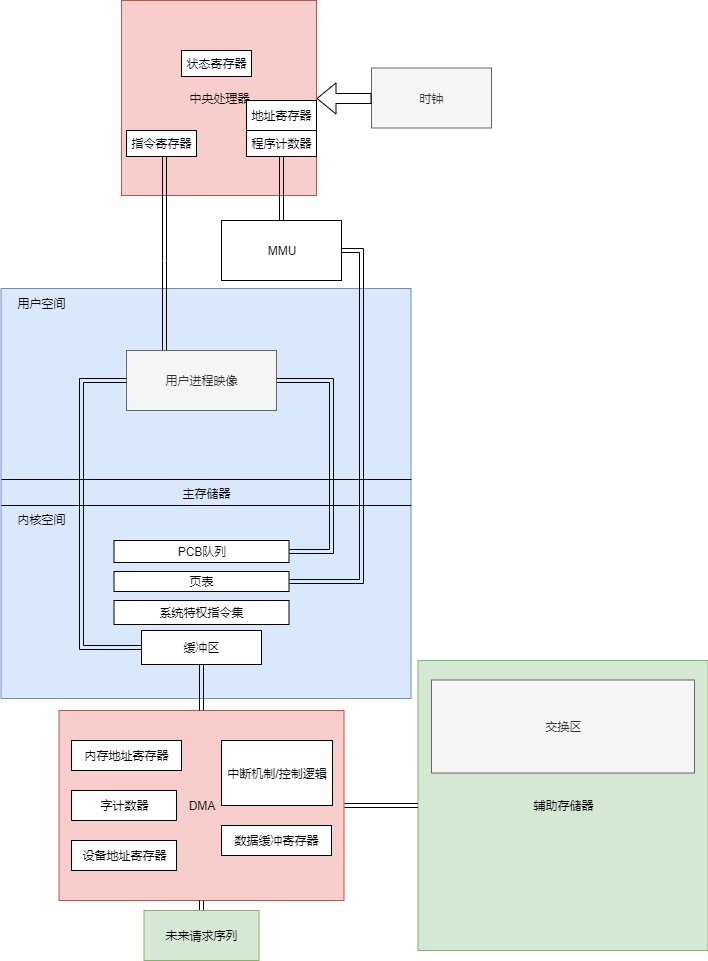 状态寄存器
中央处理器
时钟
地址寄存器
指令寄存器
程序计数器
MMU
用户空间
用户进程映像
主存储器
内核空间
PCB队列
页表
系统特权指令集
缓冲区
交换区
内存地址寄存器
中断机制/控制逻辑
字计数器
DMA
辅助存储器
数据缓冲寄存器
设备地址寄存器
未来请求序列